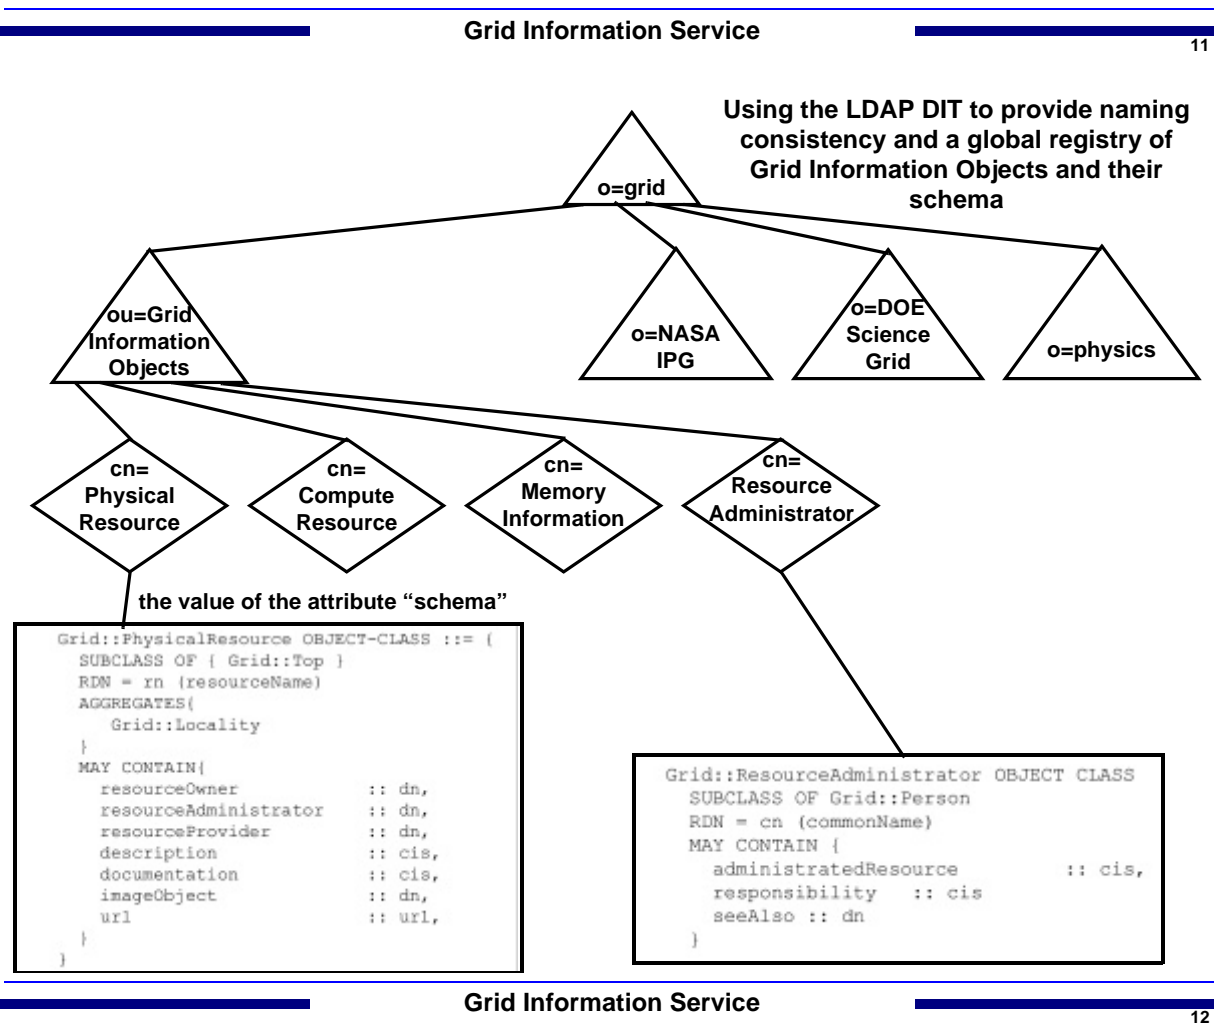 Grid Information Service
11
Using the LDAP DIT to provide naming
consistency and a global registry of
Grid Information Objects and their
schema
o=grid
ou=Grid
Information
Objects
o=NASA
IPG
o=DOE
Science
Grid
o=physics
cn=
Physical
Resource
cn=
Compute
Resource
cn=
Memory
Information
cn=
Resource
Administrator
the value of the attribute “schema”
Grid::PhysicalResource OBJECT-CLASS ::= {
SUBCLASS OF { Grid::Top }
RDN = rn (resourceName)
AGGREGATES{
Grid::Locality
}
MAY CONTAIN{
resourceOwner :: dn,
resourceAdministrator :: dn,
resourceProvider :: dn,
description :: cis,
documentation :: cis,
imageObject :: dn,
url :: url,
}
}
Grid::ResourceAdministrator OBJECT CLASS
SUBCLASS OF Grid::Person
RDN = cn (commonName)
MAY CONTAIN {
administratedResource :: cis,
responsibility :: cis
seeAlso :: dn
}
Grid Information Service
12